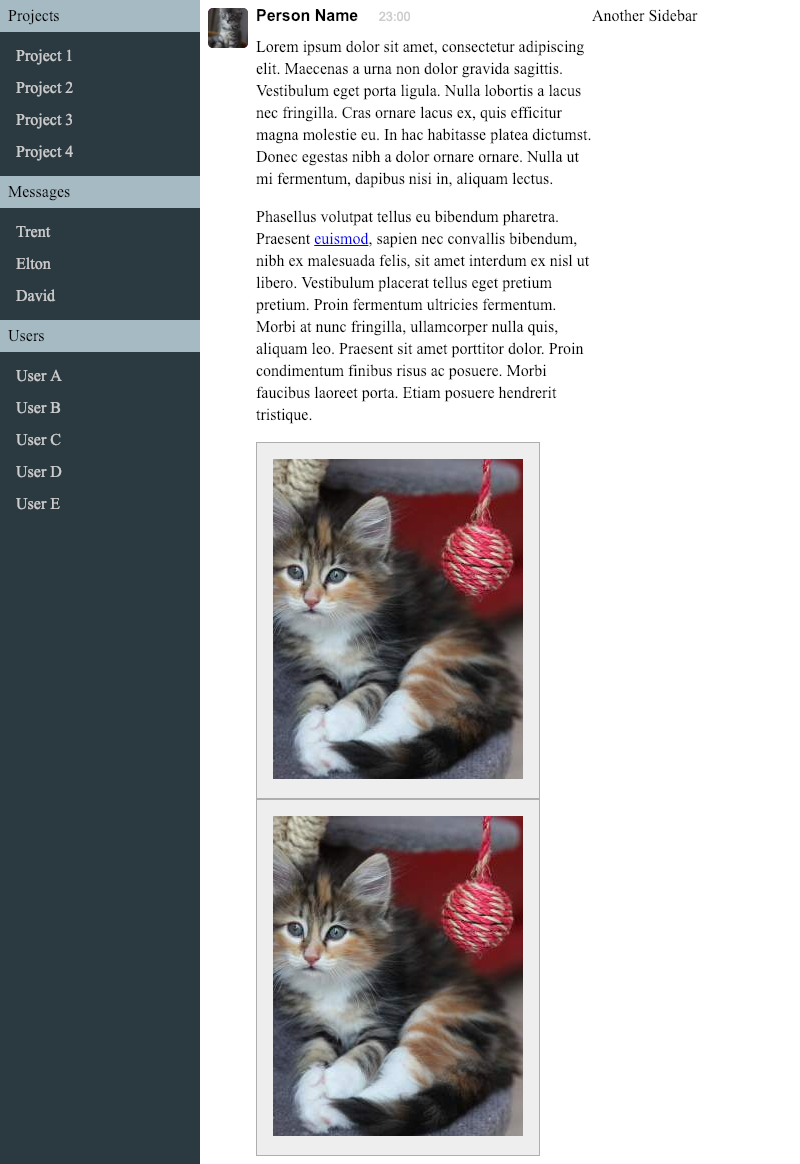 Projects
Project 1
Project 2
Project 3
Project 4
Messages
Trent
Elton
David
Users
User A
User B
User C
User D
User E
Person Name 23:00
Lorem ipsum dolor sit amet, consectetur adipiscing
elit. Maecenas a urna non dolor gravida sagittis.
Vestibulum eget porta ligula. Nulla lobortis a lacus
nec fringilla. Cras ornare lacus ex, quis efficitur
magna molestie eu. In hac habitasse platea dictumst.
Donec egestas nibh a dolor ornare ornare. Nulla ut
mi fermentum, dapibus nisi in, aliquam lectus.
Phasellus volutpat tellus eu bibendum pharetra.
Praesent euismod, sapien nec convallis bibendum,
nibh ex malesuada felis, sit amet interdum ex nisl ut
libero. Vestibulum placerat tellus eget pretium
pretium. Proin fermentum ultricies fermentum.
Morbi at nunc fringilla, ullamcorper nulla quis,
aliquam leo. Praesent sit amet porttitor dolor. Proin
condimentum finibus risus ac posuere. Morbi
faucibus laoreet porta. Etiam posuere hendrerit
tristique.
Another Sidebar